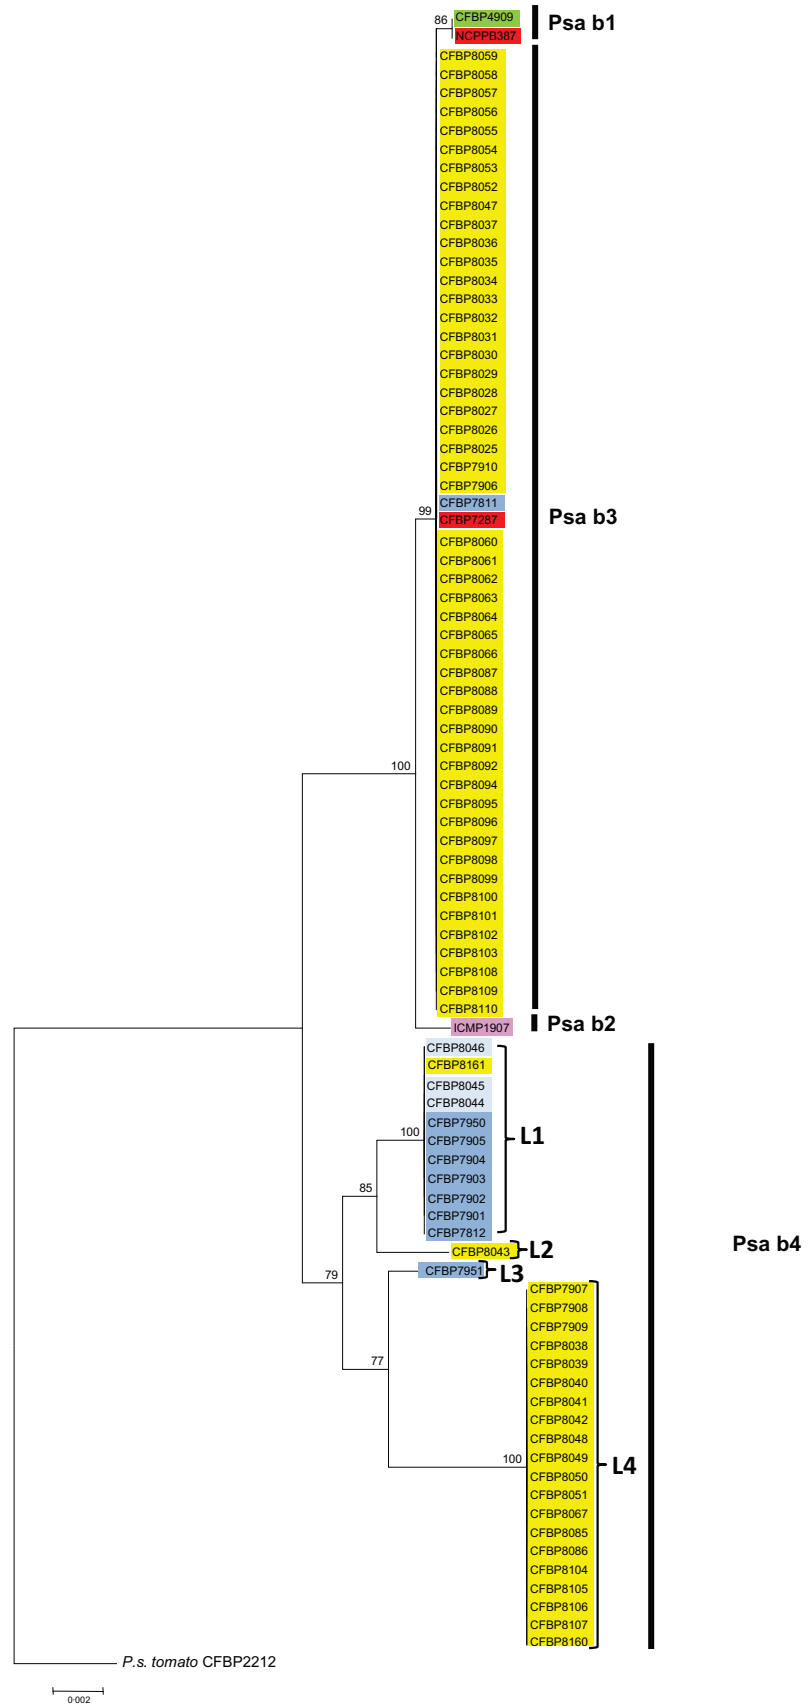 86
CFBP4909
NCPPB387
Psa b1
CFBP8059
CFBP8058
CFBP8057
CFBP8056
CFBP8055
CFBP8054
CFBP8053
CFBP8052
CFBP8047
CFBP8037
CFBP8036
CFBP8035
CFBP8034
CFBP8033
CFBP8032
CFBP8031
CFBP8030
CFBP8029
CFBP8028
CFBP8027
CFBP8026
CFBP8025
CFBP7910
CFBP7906
CFBP7811
99
CFBP7287
Psa b3
CFBP8060
CFBP8061
CFBP8062
CFBP8063
CFBP8064
CFBP8065
CFBP8066
CFBP8087
CFBP8088
CFBP8089
CFBP8090
CFBP8091
100
CFBP8092
CFBP8094
CFBP8095
CFBP8096
CFBP8097
CFBP8098
CFBP8099
CFBP8100
CFBP8101
CFBP8102
CFBP8103
CFBP8108
CFBP8109
CFBP8110
ICMP1907
Psa b2
CFBP8046
CFBP8161
CFBP8045
CFBP8044
CFBP7950
100
CFBP7905
L1
CFBP7904
CFBP7903
85
CFBP7902
CFBP7901
CFBP7812
Psa b4
CFBP8043
L2
CFBP7951
L3
79
CFBP7907
CFBP7908
CFBP7909
CFBP8038
77
CFBP8039
CFBP8040
CFBP8041
CFBP8042
CFBP8048
100
CFBP8049
L4
CFBP8050
CFBP8051
CFBP8067
CFBP8085
CFBP8086
CFBP8104
CFBP8105
CFBP8106
CFBP8107
CFBP8160
P.s. tomato CFBP2212
0·002